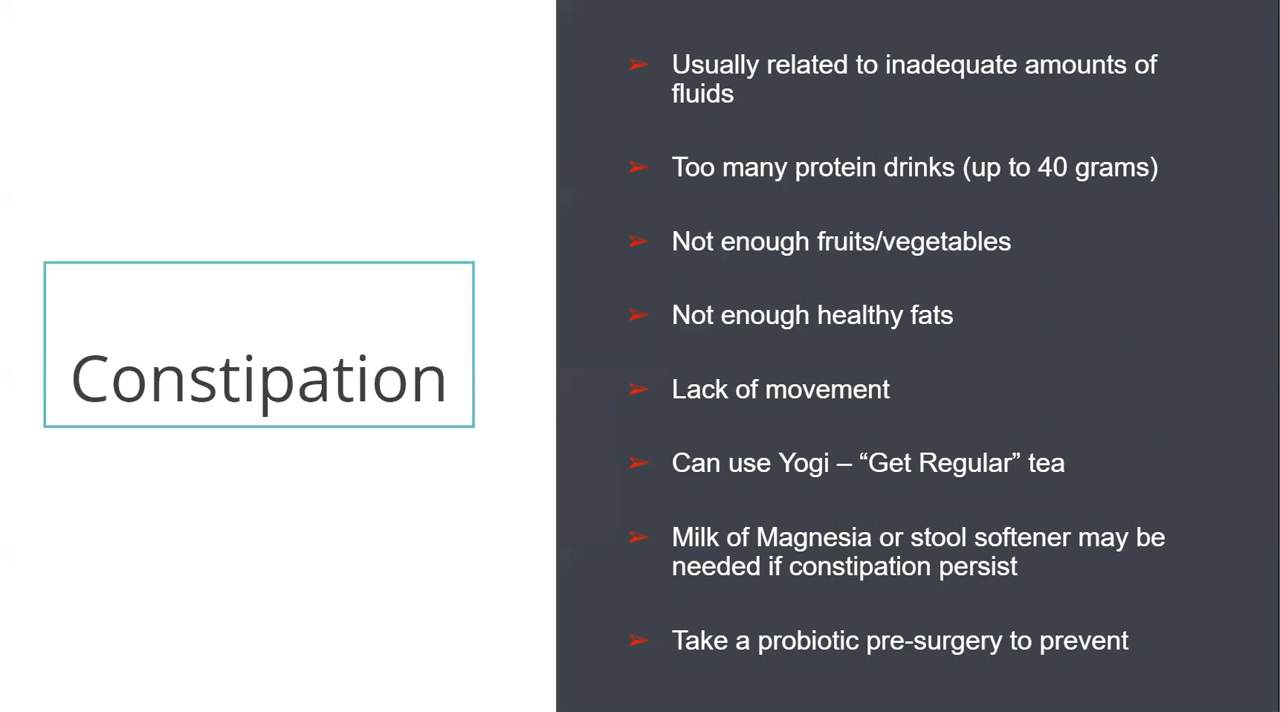 Constipation
➢ Usually related to inadequate amounts of
fluids
➢ Too many protein drinks (up to 40 grams)
➢ Not enough fruits/vegetables
➢ Not enough healthy fats
➢ Lack of movement
➢ Can use Yogi – “Get Regular” tea
➢ Milk of Magnesia or stool softener may be
needed if constipation persist
➢ Take a probiotic pre-surgery to prevent